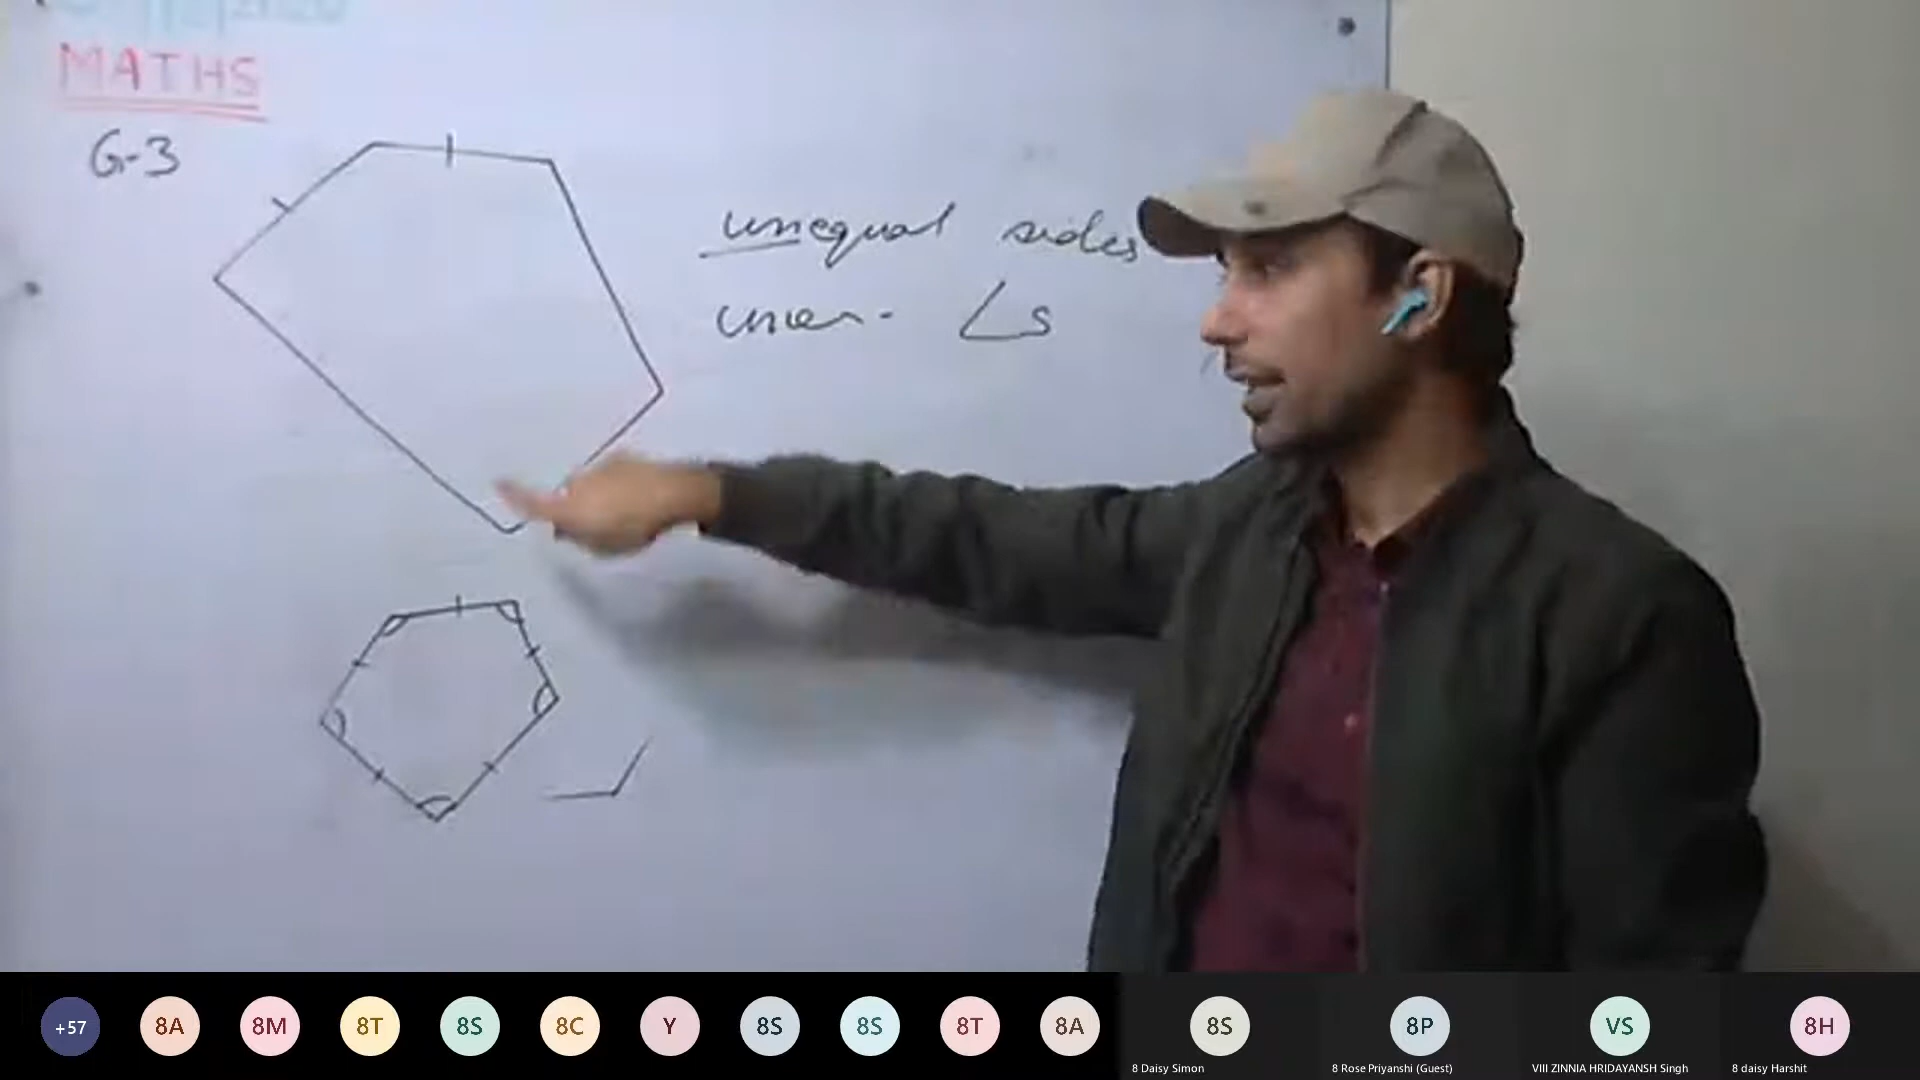 MATHS
G-3
unequal sides
∠s
+57
8A
8M
8T
8S
8C
Y
8S
8S
8T
8A
8S
8P
VS
8H
8 Daisy Simon
8 Rose Priyanshi (Guest)
VIII ZINNIA HRIDAYANSH Singh
8 daisy Harshit